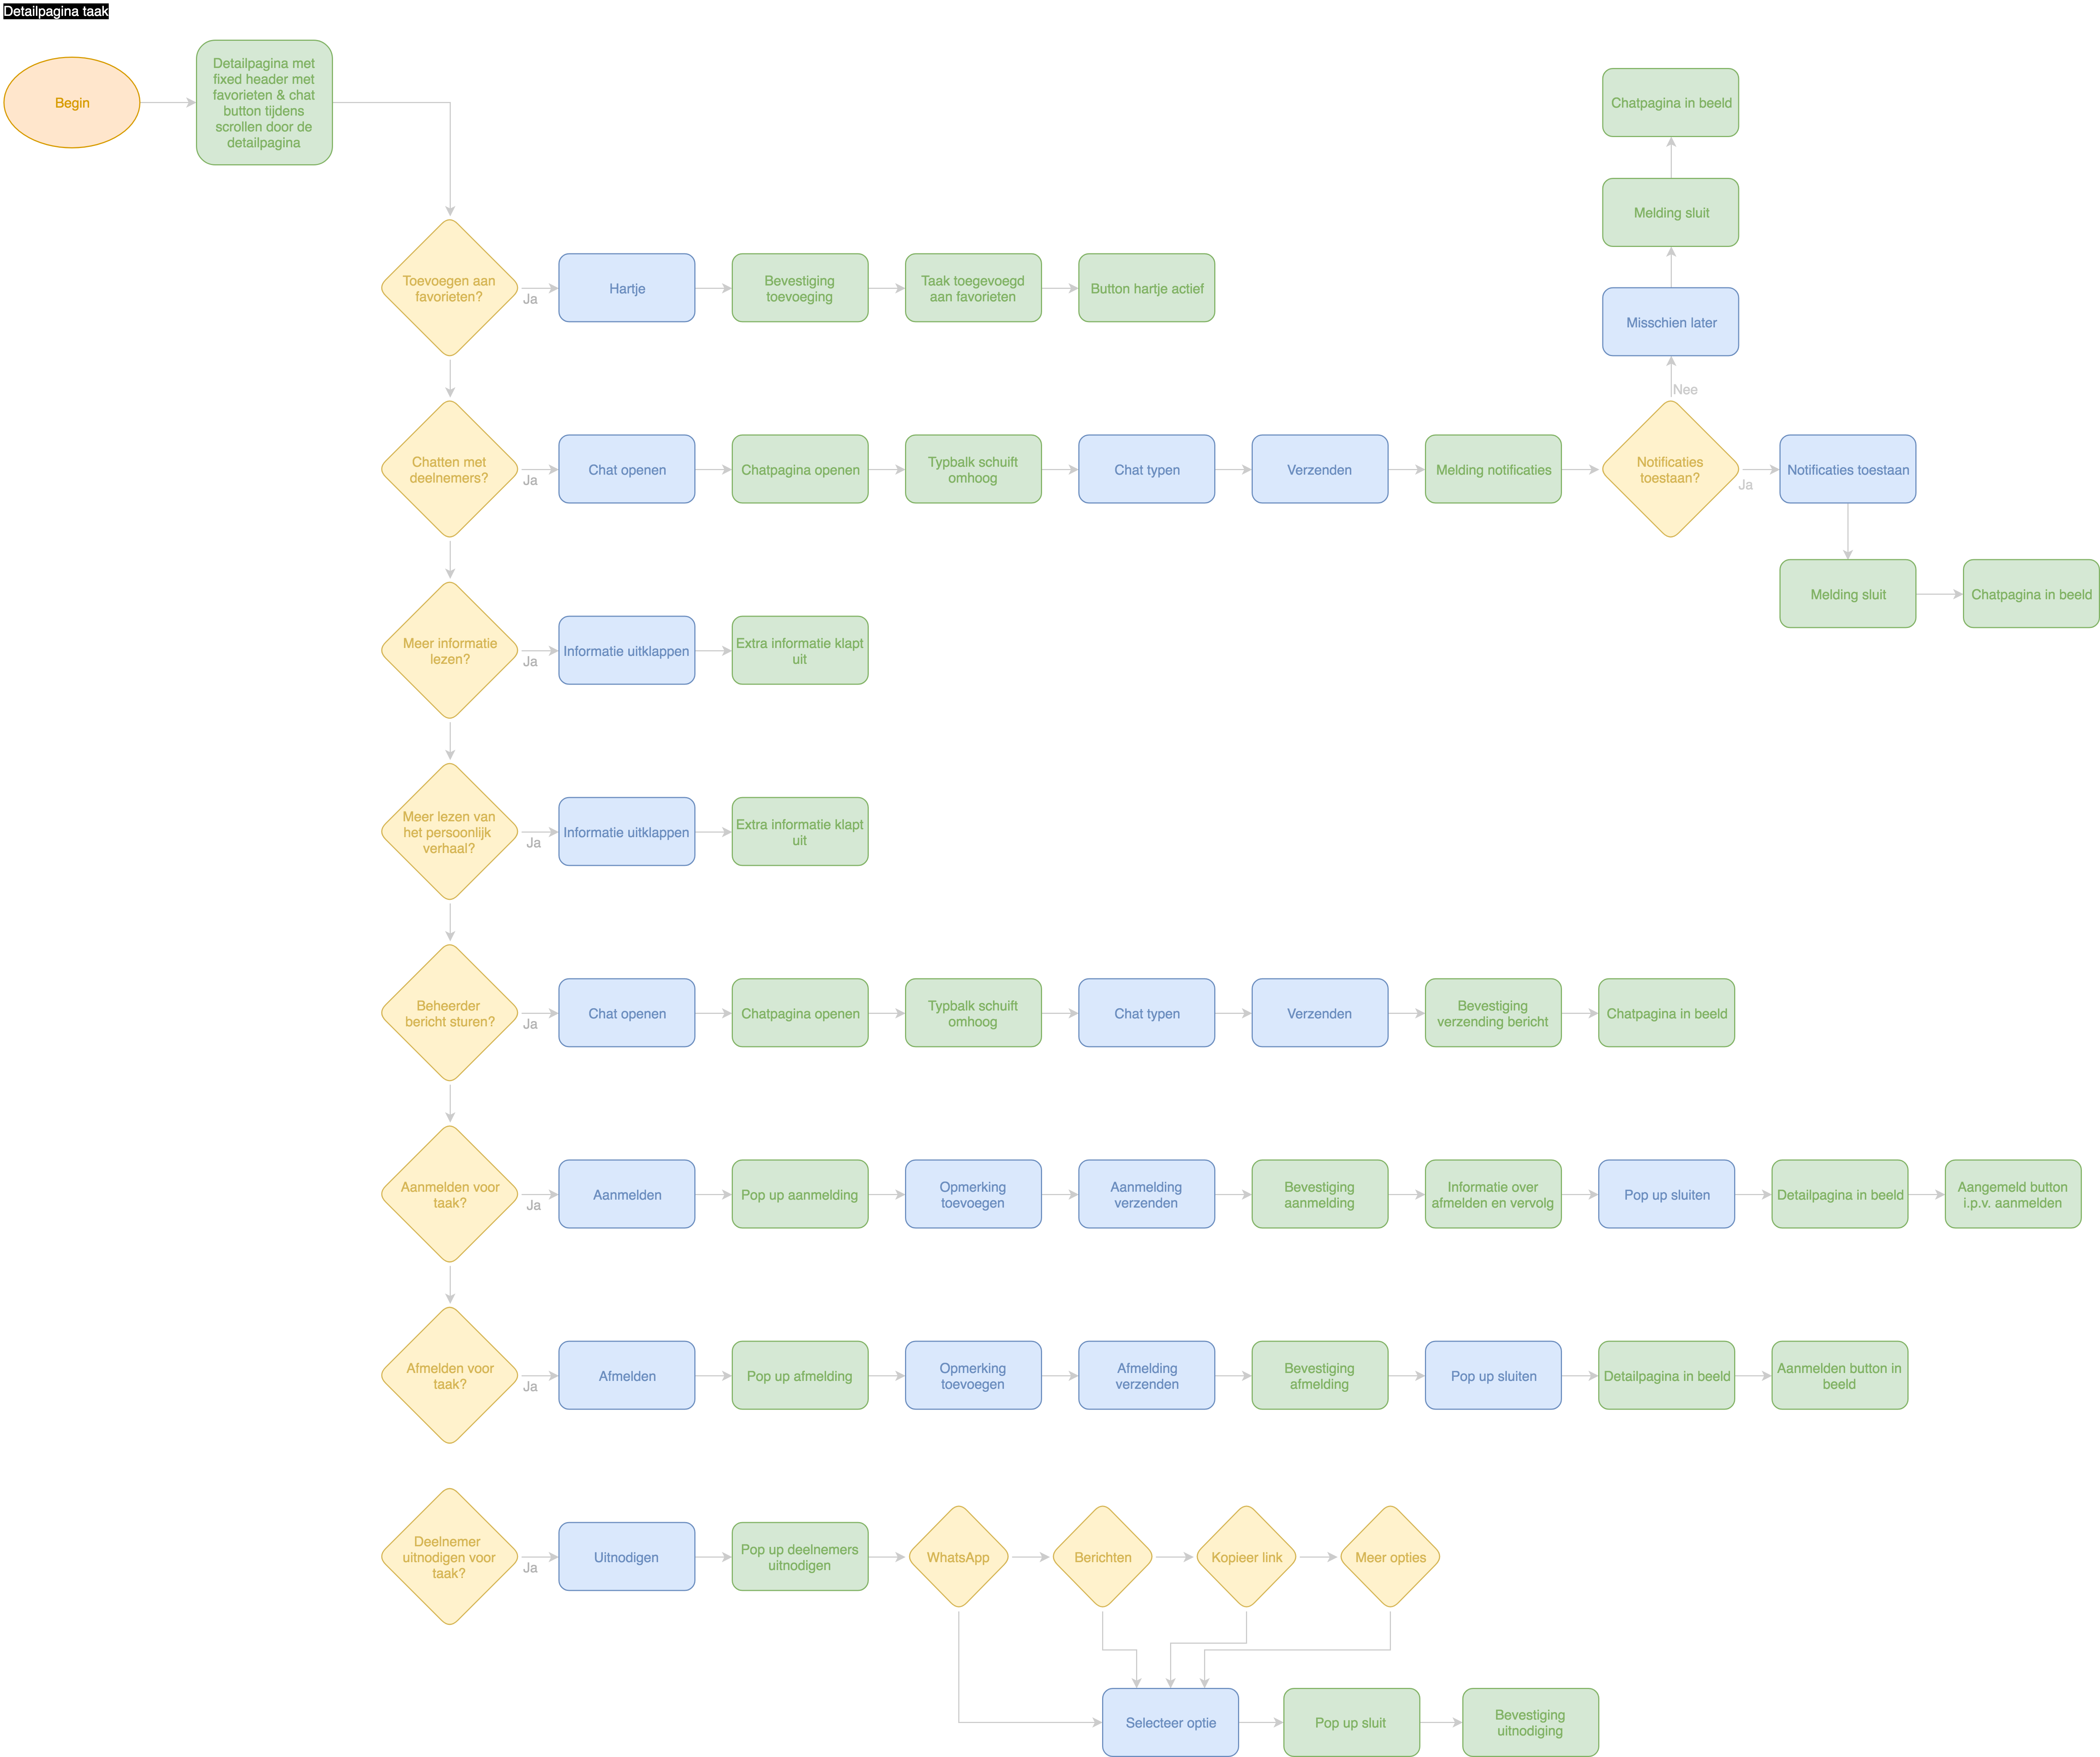 Detailpagina taak
Begin
Detailpagina met
fixed header met
favorieten & chat
button tijdens
scrollen door de
detailpagina
Chatpagina in beeld
Melding sluit
Misschien later
Nee
Toevoegen aan
favorieten?
Ja
Hartje
Bevestiging
toevoeging
Taak toegevoegd
aan favorieten
Button hartje actief
Chatten met
deelnemers?
Ja
Chat openen
Chatpagina openen
Typbalk schuift
omhoog
Chat typen
Verzenden
Melding notificaties
Notificaties
toestaan?
Ja
Notificaties toestaan
Melding sluit
Chatpagina in beeld
Meer informatie
lezen?
Ja
Informatie uitklappen
Extra informatie klapt
uit
Meer lezen van
het persoonlijk
verhaal?
Ja
Informatie uitklappen
Extra informatie klapt
uit
Beheerder
bericht sturen?
Ja
Chat openen
Chatpagina openen
Typbalk schuift
omhoog
Chat typen
Verzenden
Bevestiging
verzending bericht
Chatpagina in beeld
Aanmelden voor
taak?
Ja
Aanmelden
Pop up aanmelding
Opmerking
toevoegen
Aanmelding
verzenden
Bevestiging
aanmelding
Informatie over
afmelden en vervolg
Pop up sluiten
Detailpagina in beeld
Aangemeld button
i.p.v. aanmelden
Afmelden voor
taak?
Ja
Afmelden
Pop up afmelding
Opmerking
toevoegen
Afmelding
verzenden
Bevestiging
afmelding
Pop up sluiten
Detailpagina in beeld
Aanmelden button in
beeld
Deelnemer
uitnodigen voor
taak?
Ja
Uitnodigen
Pop up deelnemers
uitnodigen
WhatsApp
Berichten
Kopieer link
Meer opties
Selecteer optie
Pop up sluit
Bevestiging
uitnodiging